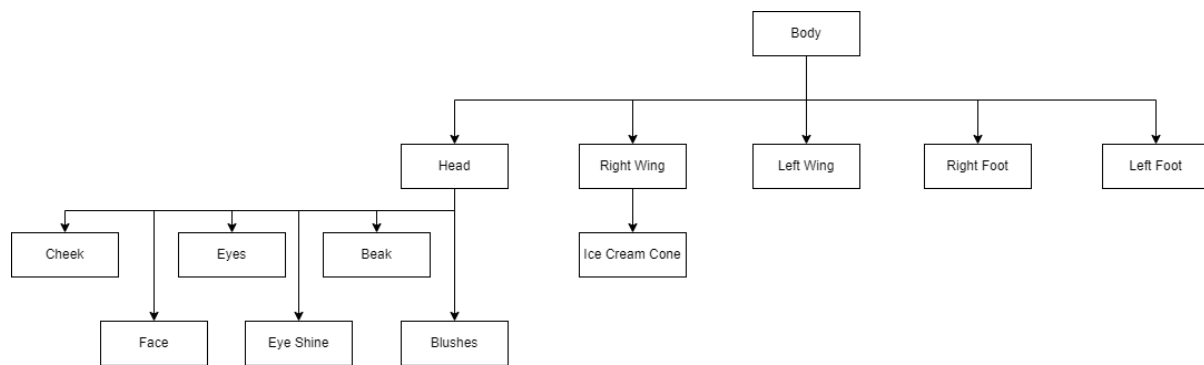 Body
Head
Right Wing
Left Wing
Right Foot
Left Foot
Cheek
Eyes
Beak
Ice Cream Cone
Face
Eye Shine
Blushes